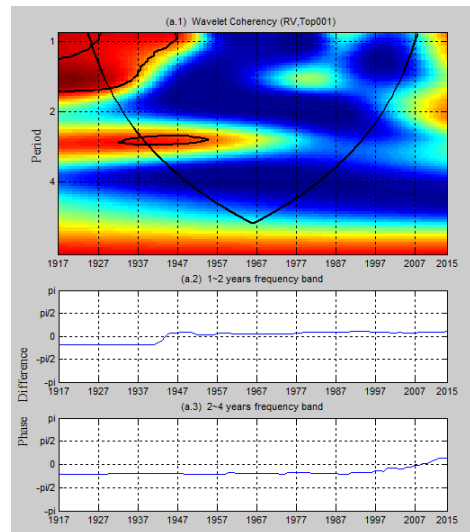 (a.1) Wavelet Coherency (RV,Top001)
1
2
4
Period
1917 1927 1937 1947 1957 1967 1977 1987 1997 2007 2015
(a.2) 1~2 years frequency band
pi
pi/2
0
-pi/2
-pi
1917 1927 1937 1947 1957 1967 1977 1987 1997 2007 2015
(a.3) 2~4 years frequency band
pi
pi/2
0
-pi/2
-pi
1917 1927 1937 1947 1957 1967 1977 1987 1997 2007 2015
Phase Difference